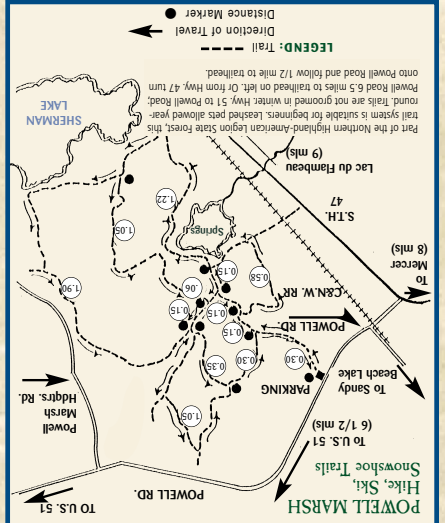 POWELL MARSH
Hike, Ski,
Snowshoe Trails
TO U.S. 51
POWELL RD.
To U.S. 51
(6 1/2 mls)
Powell
Marsh
Hdqtrs. Rd.
1.05
PARKING
To Sandy
Beach Lake
0.35
0.30
0.30
POWELL RD.
0.15
0.15
0.15
.06
C&N.W. RR
To
Mercer
(8 mls)
1.90
0.58
0.15
S.T.H.
47
Springs
1.05
1.22
Lac du Flambeau
(9 mls)
SHERMAN
LAKE
Part of the Northern Highland-American Legion State Forest, this
trail system is suitable for beginners. Leashed pets allowed year-
round. Trails are not groomed in winter. Hwy. 51 to Powell Road;
Powell Road 6.5 miles to trailhead on left. Or from Hwy. 47 turn
onto Powell Road and follow 1/2 mile to trailhead.
LEGEND: Trail
Direction of Travel
Distance Marker